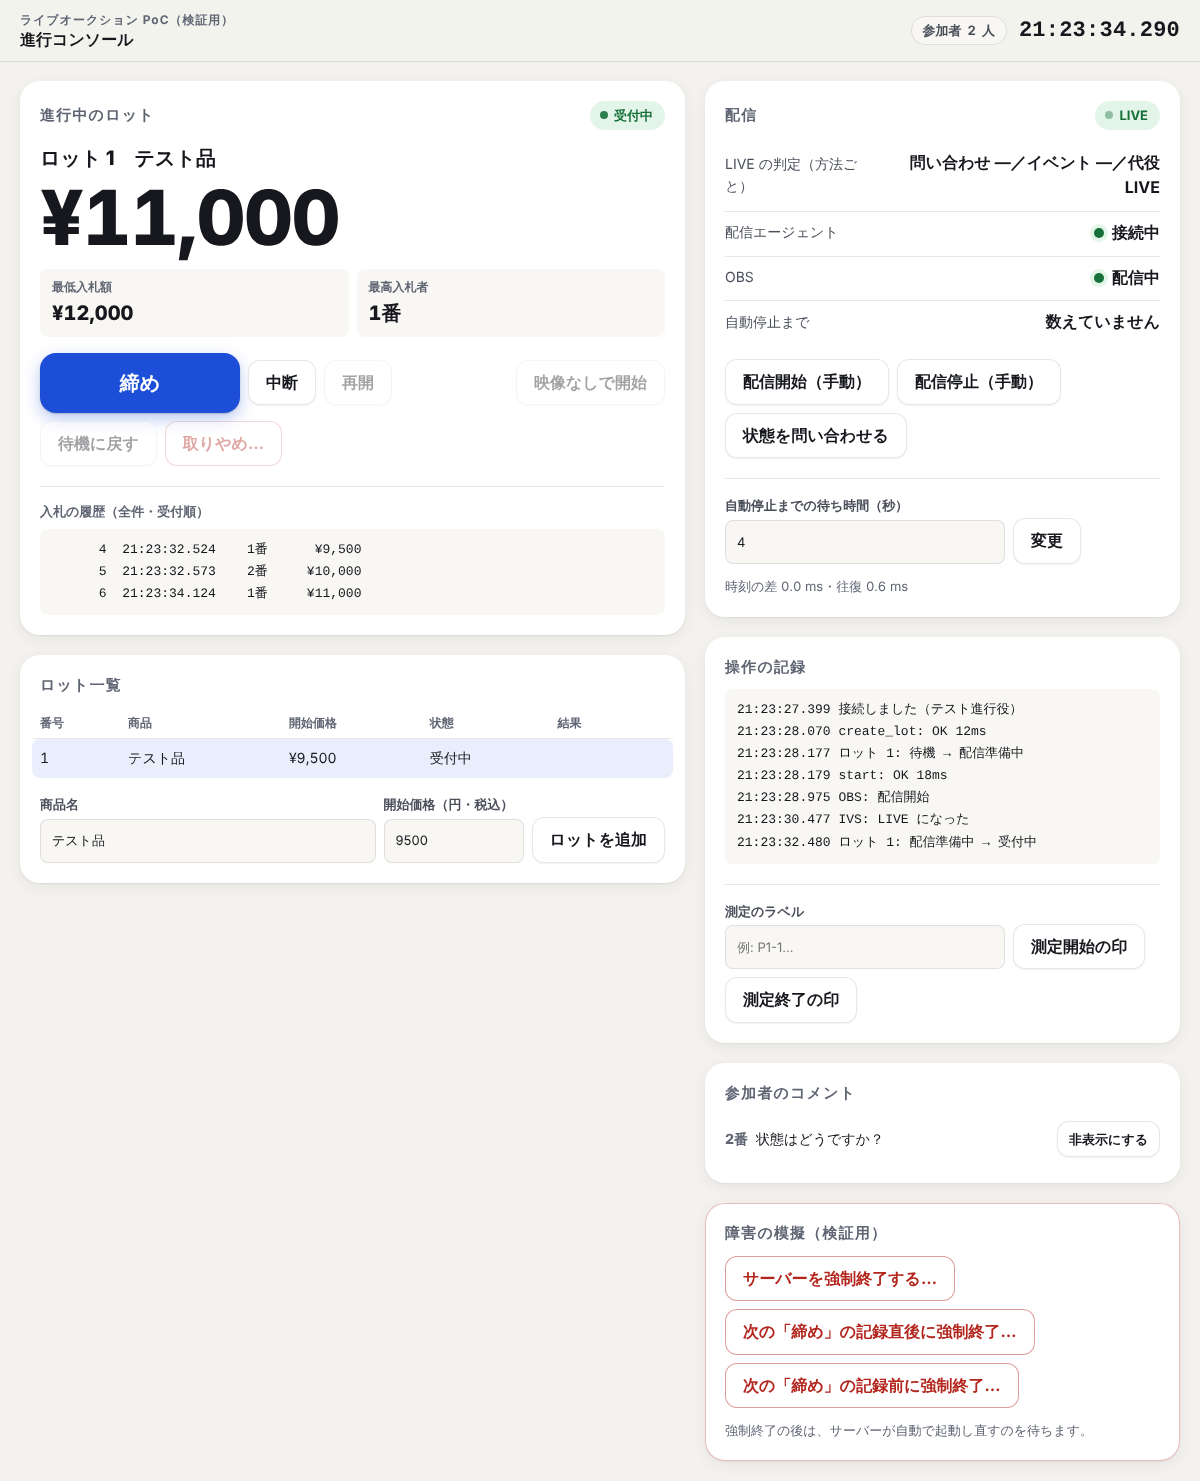 ライブオークション PoC（検証用）
進行コンソール
参加者 2 人
21:23:34.290
進行中のロット
受付中
ロット 1　テスト品
¥11,000
最低入札額
¥12,000
最高入札者
1番
締め
中断
再開
映像なしで開始
待機に戻す
取りやめ...
入札の履歴（全件・受付順）
4 21:23:32.524 1番 ¥9,500
5 21:23:32.573 2番 ¥10,000
6 21:23:34.124 1番 ¥11,000
ロット一覧
番号 商品 開始価格 状態 結果
1 テスト品 ¥9,500 受付中
商品名
開始価格（円・税込）
テスト品
9500
ロットを追加
配信
LIVE
LIVE の判定（方法ご
と）
問い合わせ —／イベント —／代役
LIVE
配信エージェント
接続中
OBS
配信中
自動停止まで
数えていません
配信開始（手動）
配信停止（手動）
状態を問い合わせる
自動停止までの待ち時間（秒）
4
変更
時刻の差 0.0 ms・往復 0.6 ms
操作の記録
21:23:27.399 接続しました（テスト進行役）
21:23:28.070 create_lot: OK 12ms
21:23:28.177 ロット 1: 待機 → 配信準備中
21:23:28.179 start: OK 18ms
21:23:28.975 OBS: 配信開始
21:23:30.477 IVS: LIVE になった
21:23:32.480 ロット 1: 配信準備中 → 受付中
測定のラベル
例: P1-1...
測定開始の印
測定終了の印
参加者のコメント
2番 状態はどうですか？
非表示にする
障害の模擬（検証用）
サーバーを強制終了する...
次の「締め」の記録直後に強制終了...
次の「締め」の記録前に強制終了...
強制終了の後は、サーバーが自動で起動し直すのを待ちます。